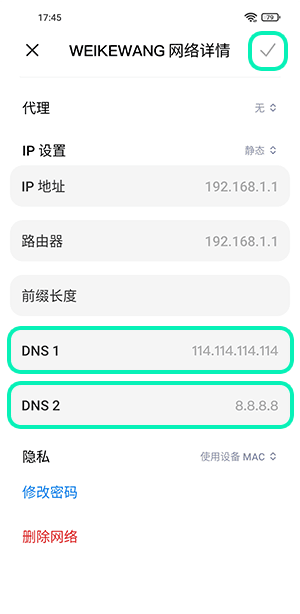 17:45
79
WEIKEWANG 网络详情
代理 无
IP 设置 静态
IP 地址 192.168.1.1
路由器 192.168.1.1
前缀长度
DNS 1 114.114.114.114
DNS 2 8.8.8.8
隐私 使用设备 MAC
修改密码
删除网络